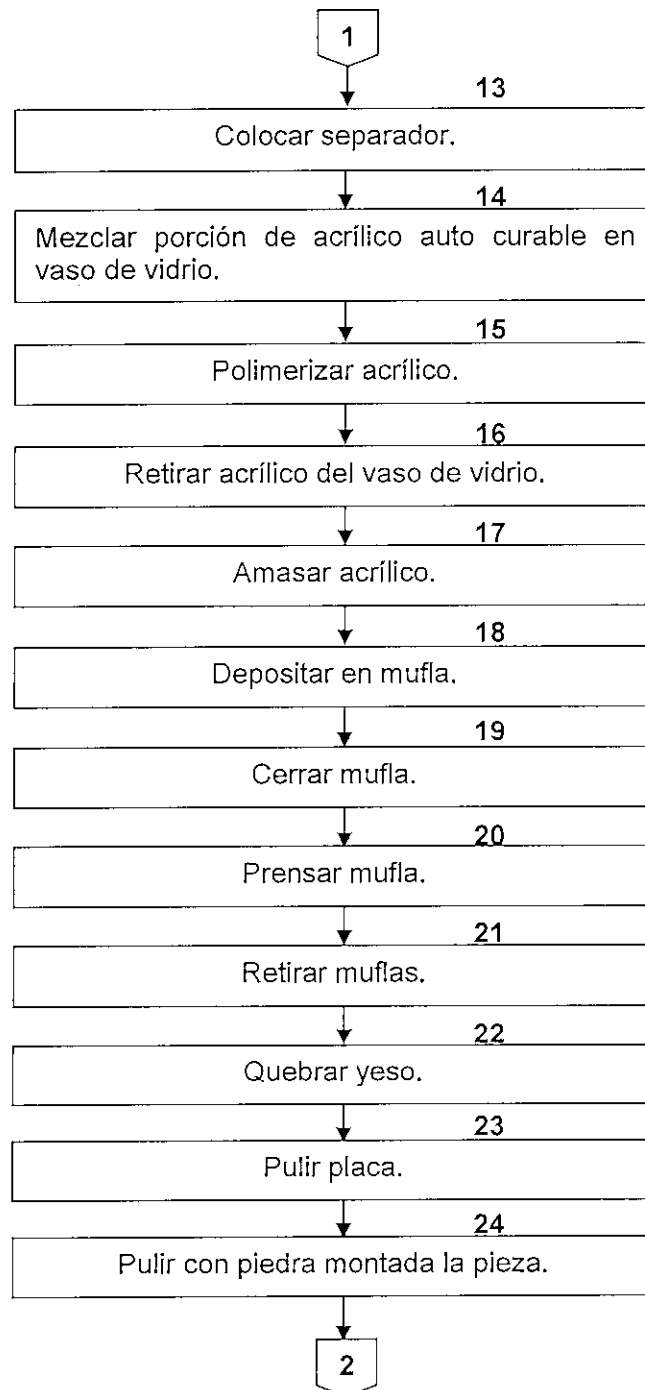 1
13
Colocar separador.
14
Mezclar porción de acrílico auto curable en
vaso de vidrio.
15
Polimerizar acrílico.
16
Retirar acrílico del vaso de vidrio.
17
Amasar acrílico.
18
Depositar en mufla.
19
Cerrar mufla.
20
Prensar mufla.
21
Retirar muflas.
22
Quebrar yeso.
23
Pulir placa.
24
Pulir con piedra montada la pieza.
2